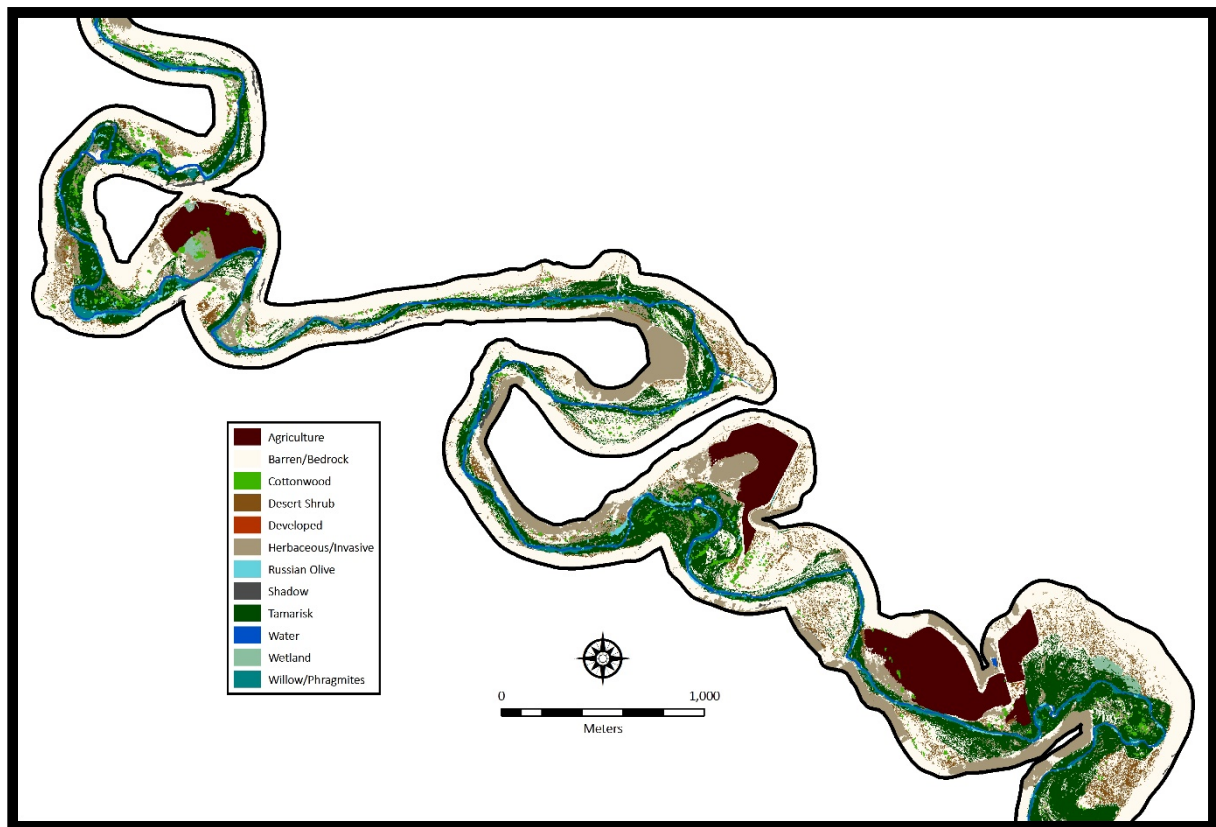 Agriculture
Barren/Bedrock
Cottonwood
Desert Shrub
Developed
Herbaceous/Invasive
Russian Olive
Shadow
Tamarisk
Water
Wetland
Willow/Phragmites
0 1,000
Meters